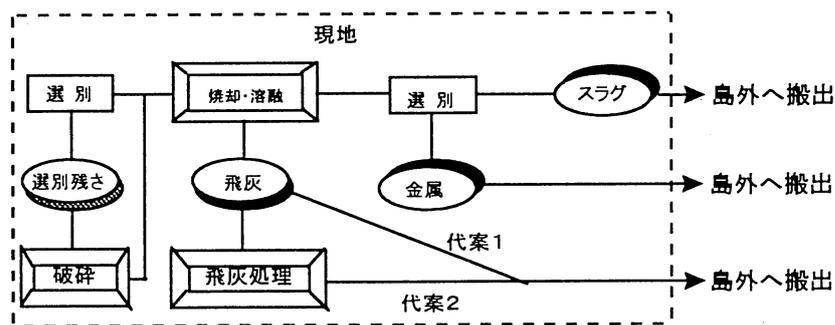 現地
選別
焼却・溶融
選別
スラグ
島外へ搬出
選別残さ
飛灰
金属
島外へ搬出
代案1
破砕
飛灰処理
島外へ搬出
代案2